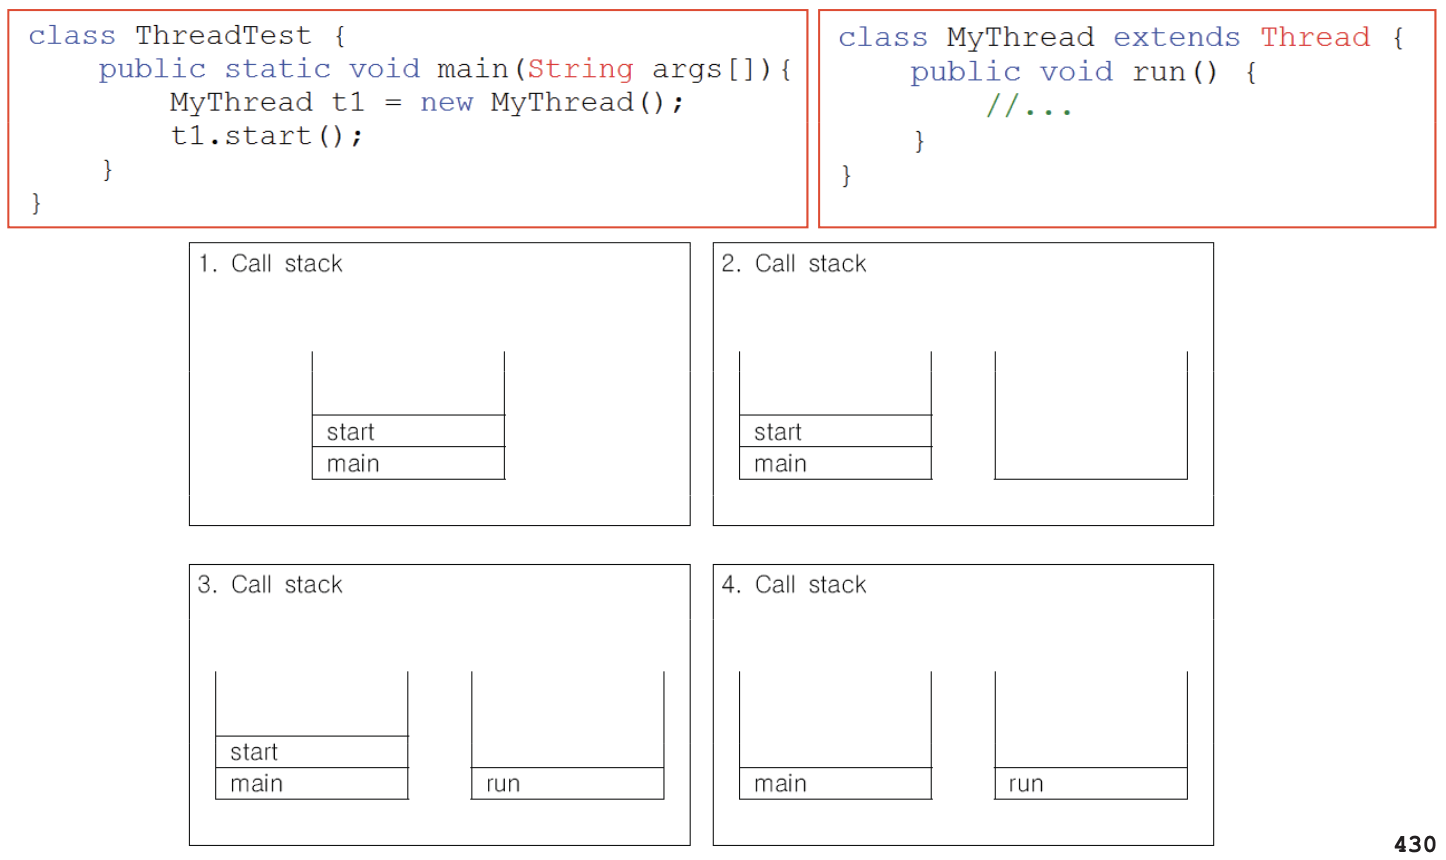 class ThreadTest {
    public static void main(String args[]){
        MyThread t1 = new MyThread();
        t1.start();
    }
}
class MyThread extends Thread {
    public void run() {
        //...
    }
}
1. Call stack
start
main
2. Call stack
start
main
3. Call stack
start
main
run
4. Call stack
main
run
430